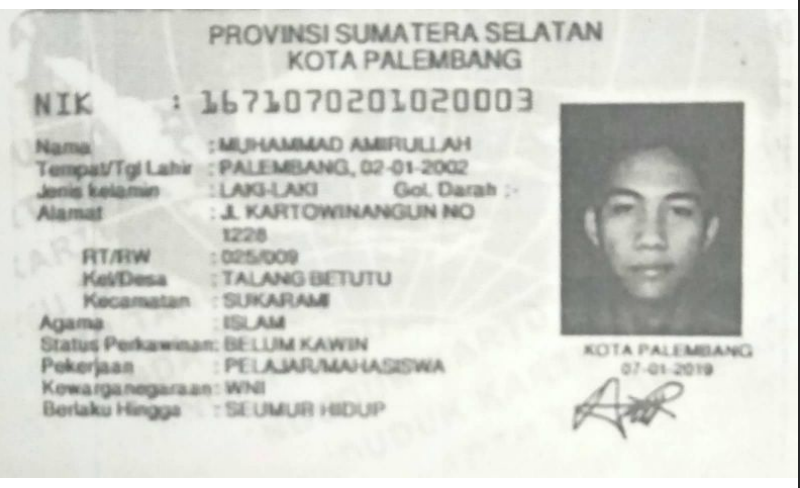 PROVINSI SUMATERA SELATAN
KOTA PALEMBANG
NIK : 1671070201020003
Nama : MUHAMMAD AMIRULLAH
Tempat/Tgl Lahir : PALEMBANG, 02-01-2002
Jenis kelamin : LAKI-LAKI Gol. Darah : -
Alamat : JL KARTOWINANGUN NO
1228
RT/RW : 025/009
Kel/Desa : TALANG BETUTU
Kecamatan : SUKARAMI
Agama : ISLAM
Status Perkawinan: BELUM KAWIN
Pekerjaan : PELAJAR/MAHASISWA
Kewarganegaraan: WNI
Berlaku Hingga : SEUMUR HIDUP
KOTA PALEMBANG
07-01-2019